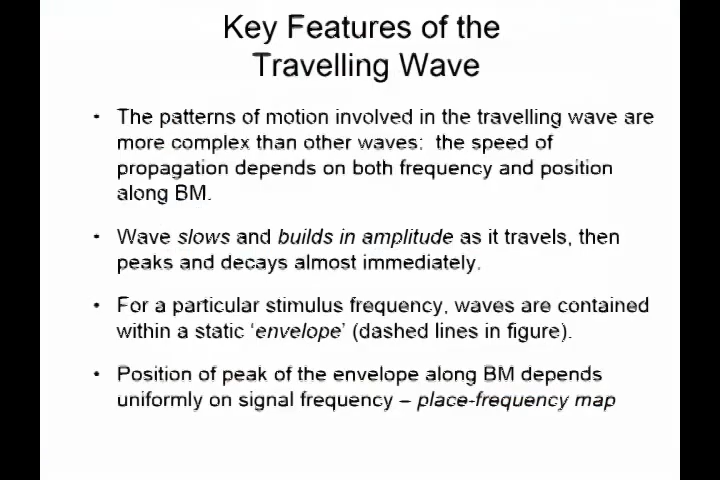 Key Features of the
Travelling Wave
• The patterns of motion involved in the travelling wave are
more complex than other waves: the speed of
propagation depends on both frequency and position
along BM.
• Wave slows and builds in amplitude as it travels, then
peaks and decays almost immediately.
• For a particular stimulus frequency, waves are contained
within a static ‘envelope’ (dashed lines in figure).
• Position of peak of the envelope along BM depends
uniformly on signal frequency – place-frequency map